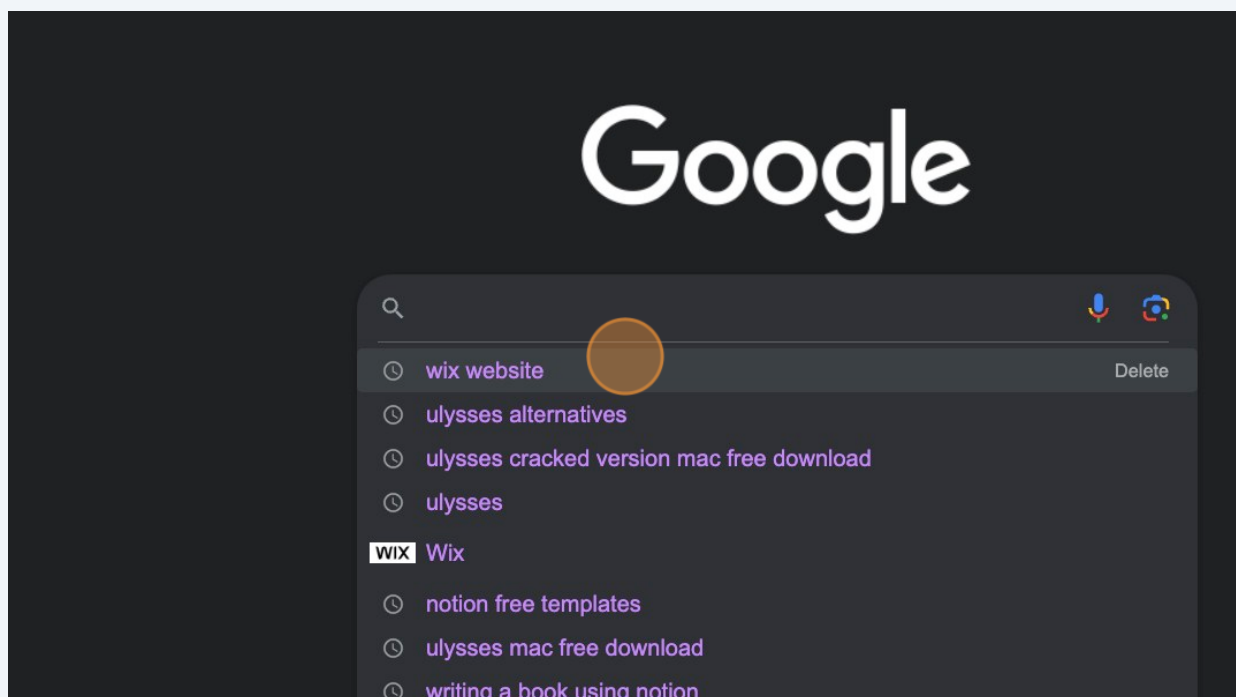 Google
wix website Delete
ulysses alternatives
ulysses cracked version mac free download
ulysses
WIX Wix
notion free templates
ulysses mac free download
writing a book using notion